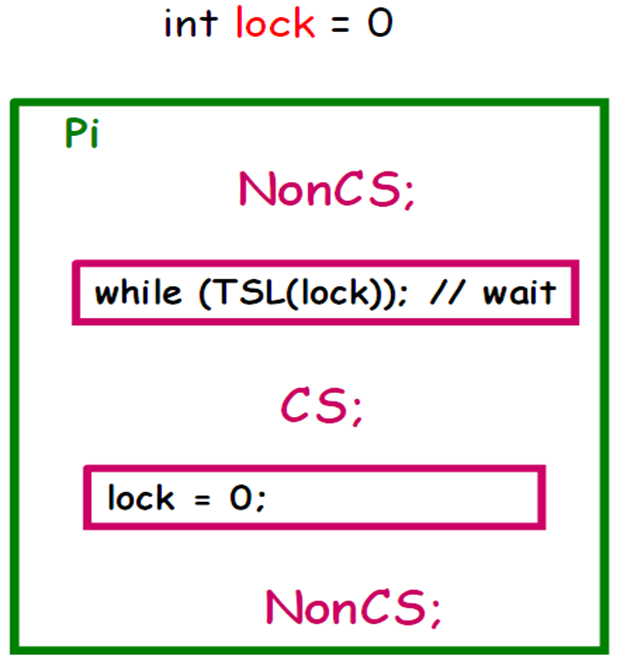 int lock = 0
Pi
NonCS;
while (TSL(lock)); // wait
CS;
lock = 0;
NonCS;